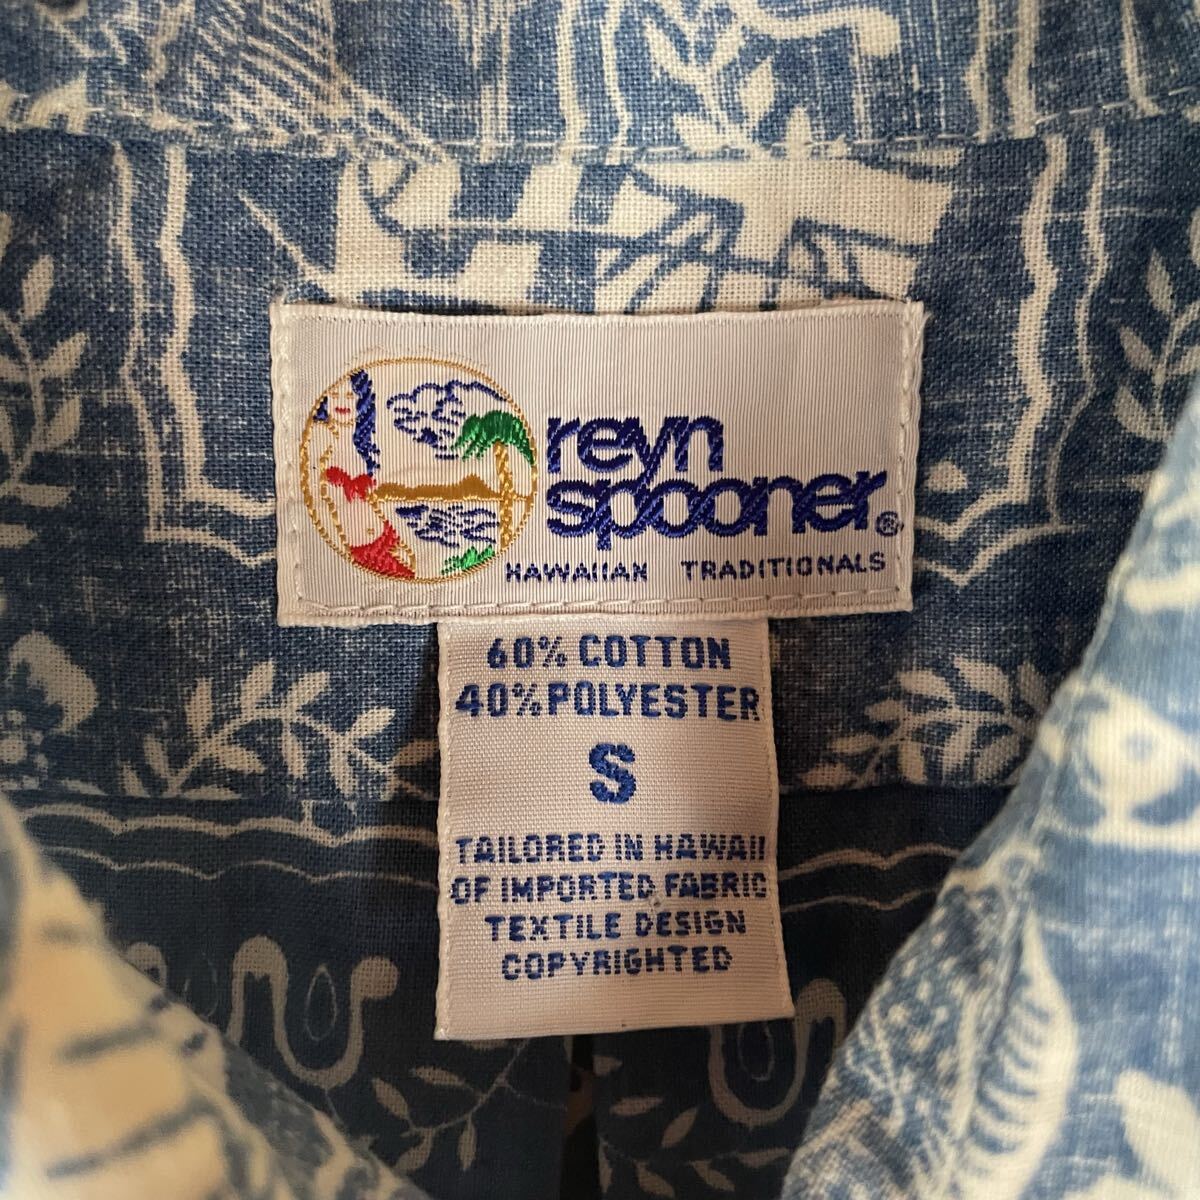 reyn
spooner®
HAWAIIAN TRADITIONALS
60% COTTON
40% POLYESTER
S
TAILORED IN HAWAII
OF IMPORTED FABRIC
TEXTILE DESIGN
COPYRIGHTED